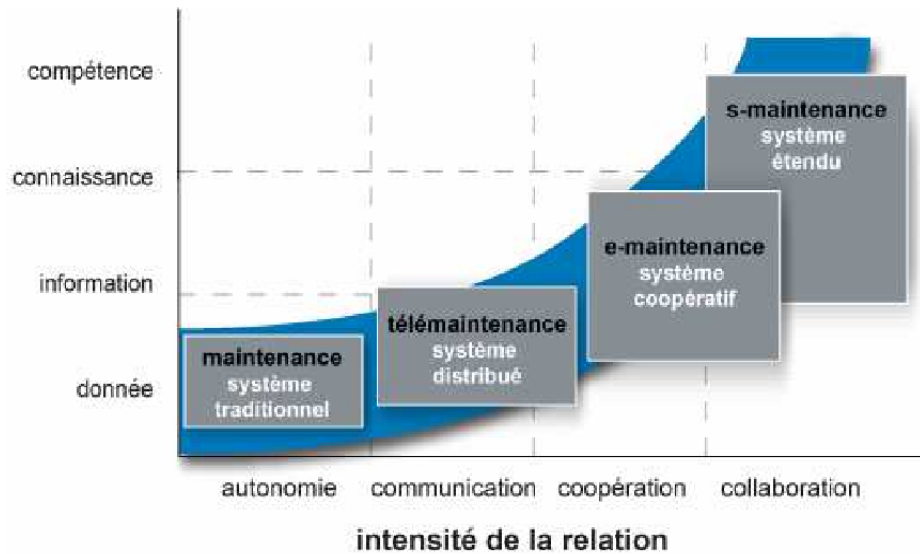 compétence
connaissance
information
donnée
s-maintenance
système
étendu
e-maintenance
système
coopératif
télémaintenance
système
distribué
maintenance
système
traditionnel
autonomie communication coopération collaboration
intensité de la relation